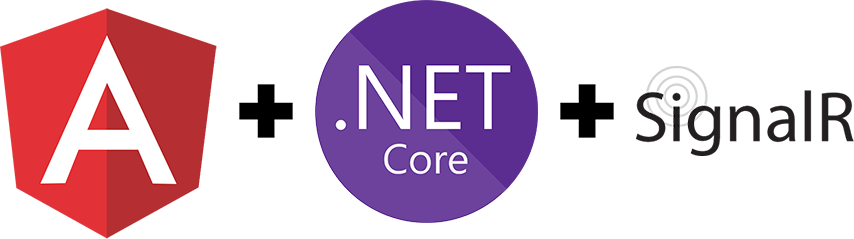 A
+
.NET
Core
+
SignalR